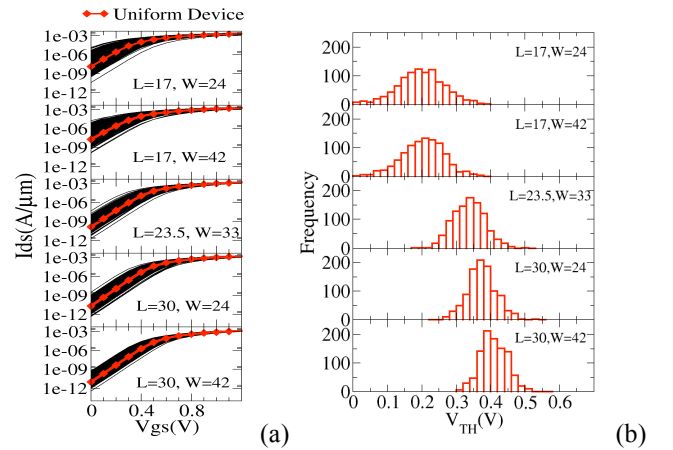 Uniform Device
1e-03
1e-06
1e-09
1e-12
L=17, W=24
1e-03
1e-06
1e-09
1e-12
L=17, W=42
1e-03
1e-06
1e-09
1e-12
L=23.5, W=33
1e-03
1e-06
1e-09
1e-12
L=30, W=24
1e-03
1e-06
1e-09
1e-12
L=30, W=42
Ids(A/μm)
0 0.4 0.8
Vgs(V)
(a)
200
100
0
L=17, W=24
200
100
0
L=17,W=42
200
100
0
L=23.5,W=33
200
100
0
L=30,W=24
200
100
0
L=30,W=42
Frequency
0 0.1 0.2 0.3 0.4 0.5 0.6
VTH(V)
(b)